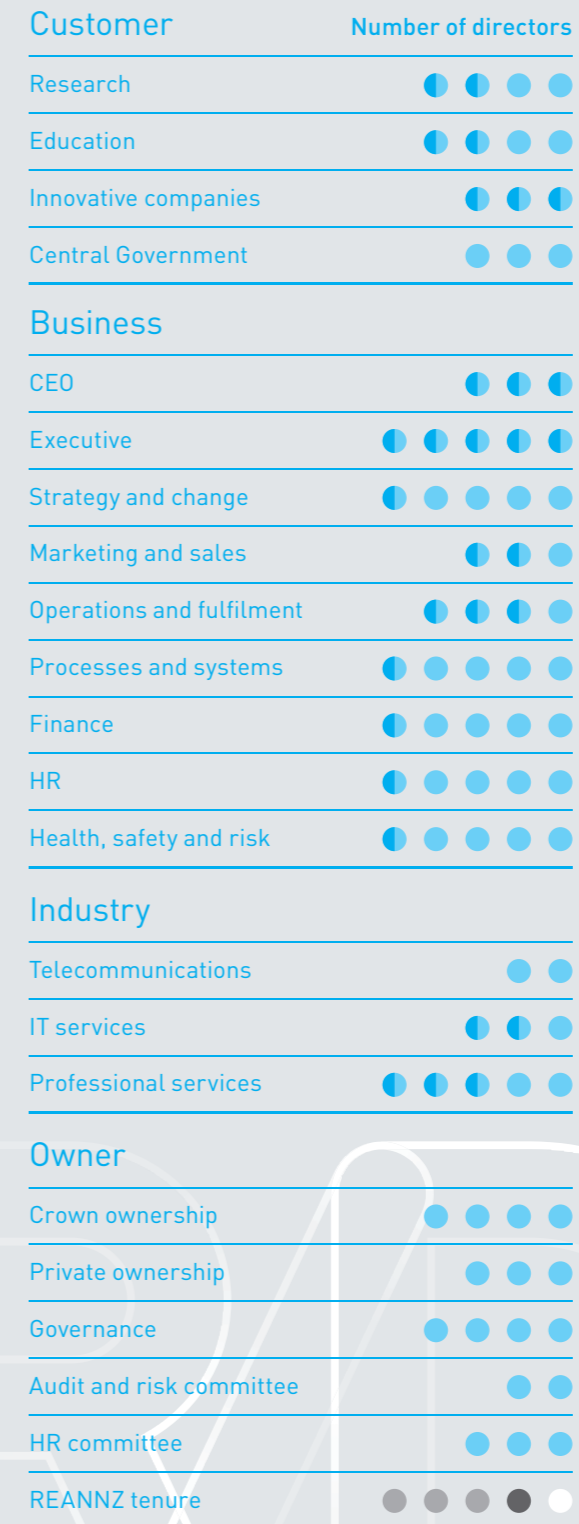 Customer Number of directors
Research
Education
Innovative companies
Central Government
Business
CEO
Executive
Strategy and change
Marketing and sales
Operations and fulfilment
Processes and systems
Finance
HR
Health, safety and risk
Industry
Telecommunications
IT services
Professional services
Owner
Crown ownership
Private ownership
Governance
Audit and risk committee
HR committee
REANNZ tenure